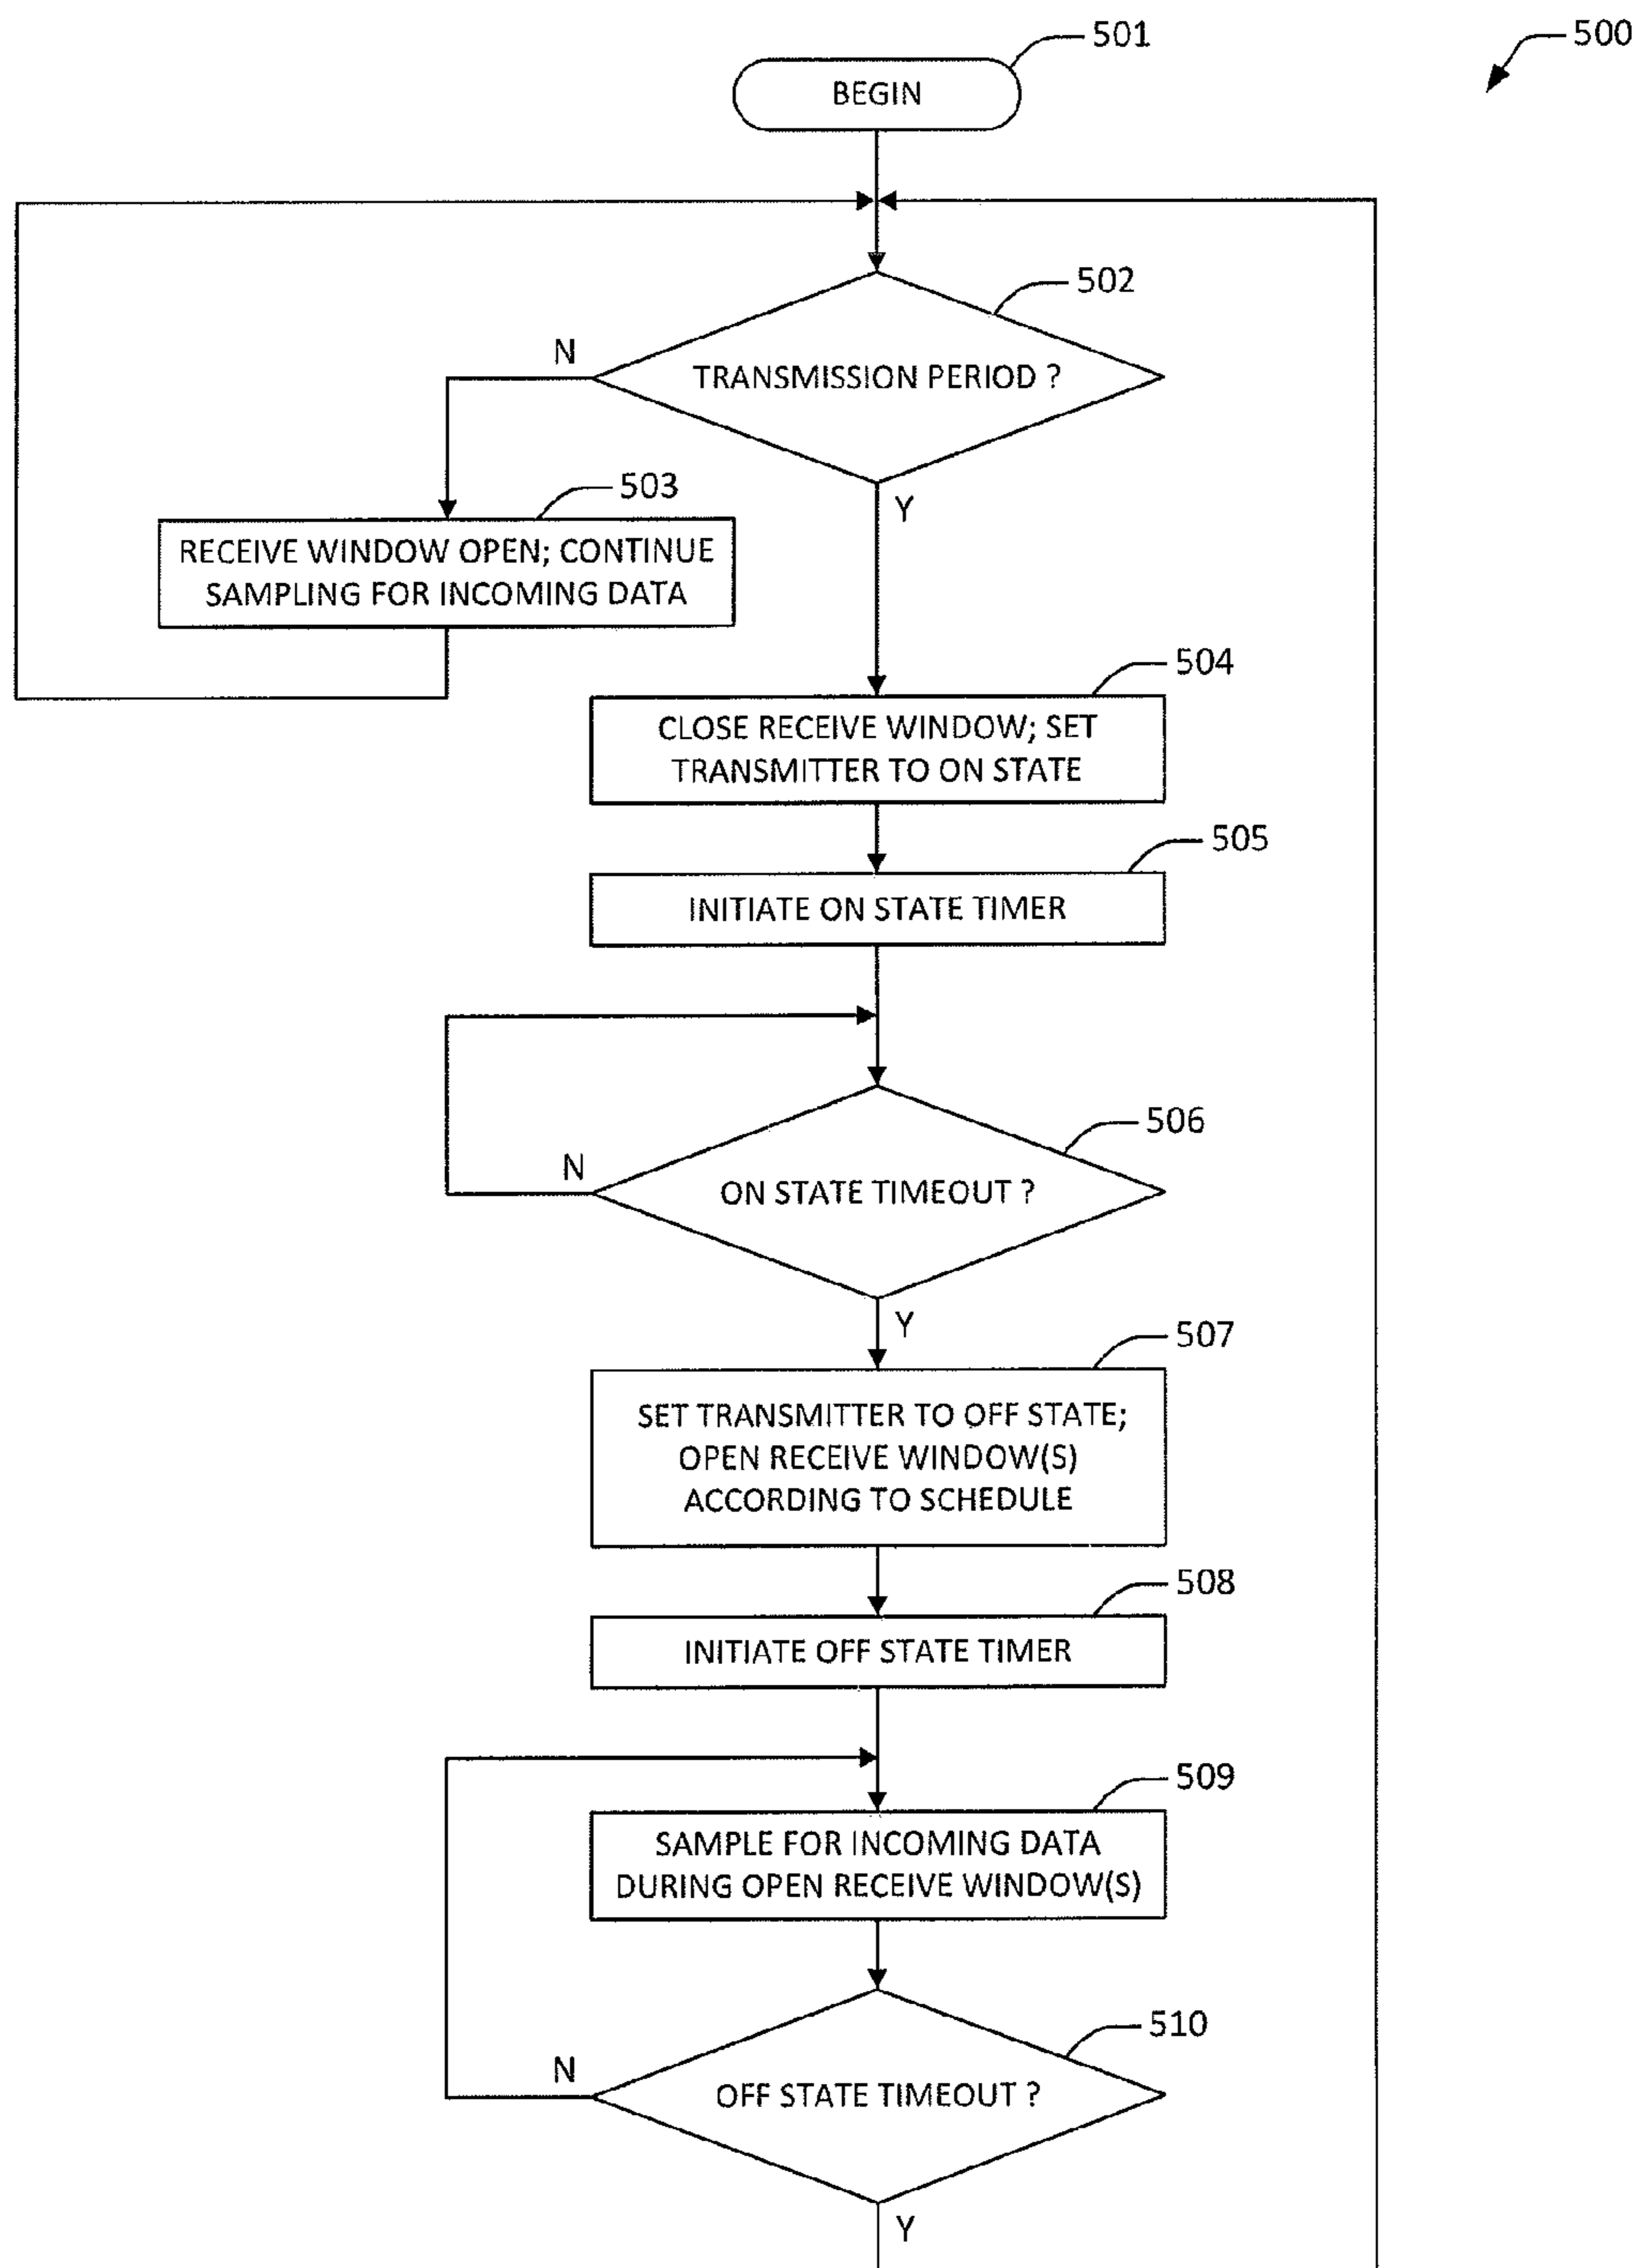 501
500
BEGIN
502
N
TRANSMISSION PERIOD ?
503
Y
RECEIVE WINDOW OPEN; CONTINUE
SAMPLING FOR INCOMING DATA
504
CLOSE RECEIVE WINDOW; SET
TRANSMITTER TO ON STATE
505
INITIATE ON STATE TIMER
506
N
ON STATE TIMEOUT ?
Y
507
SET TRANSMITTER TO OFF STATE;
OPEN RECEIVE WINDOW(S)
ACCORDING TO SCHEDULE
508
INITIATE OFF STATE TIMER
509
SAMPLE FOR INCOMING DATA
DURING OPEN RECEIVE WINDOW(S)
510
N
OFF STATE TIMEOUT ?
Y